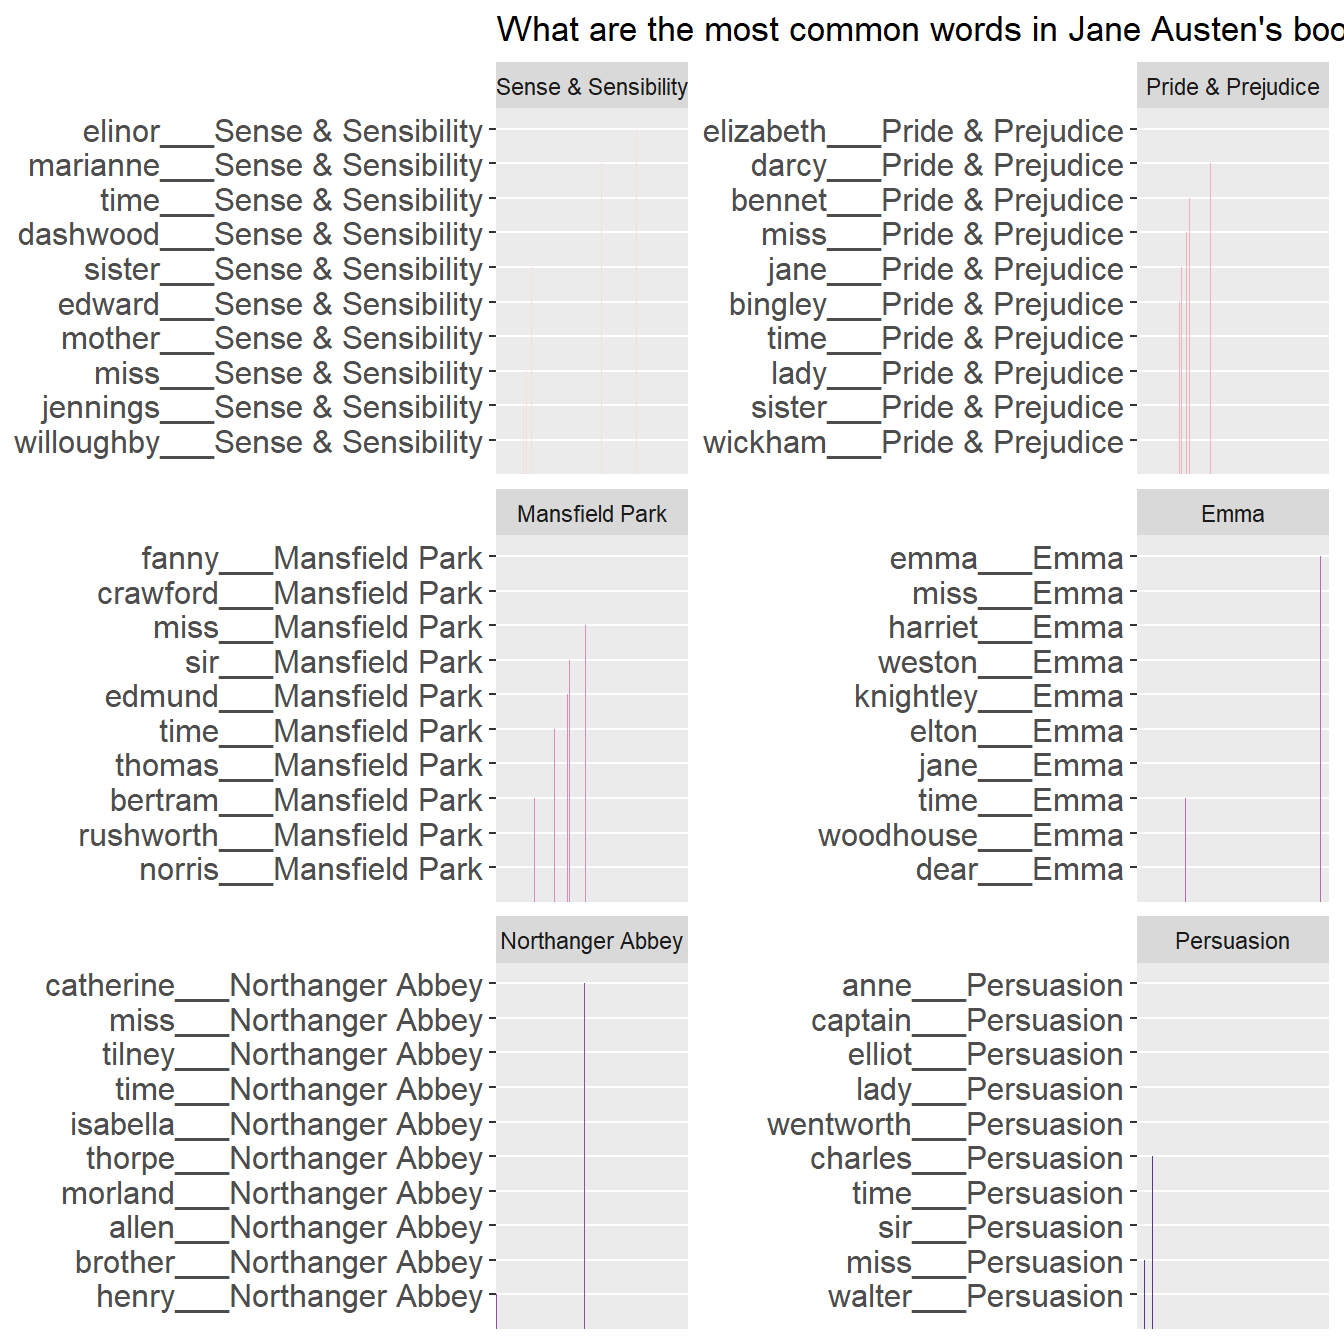 What are the most common words in Jane Austen's boo
Sense & Sensibility
elinor___Sense & Sensibility
marianne___Sense & Sensibility
time___Sense & Sensibility
dashwood___Sense & Sensibility
sister___Sense & Sensibility
edward___Sense & Sensibility
mother___Sense & Sensibility
miss___Sense & Sensibility
jennings___Sense & Sensibility
willoughby___Sense & Sensibility
Pride & Prejudice
elizabeth___Pride & Prejudice
darcy___Pride & Prejudice
bennet___Pride & Prejudice
miss___Pride & Prejudice
jane___Pride & Prejudice
bingley___Pride & Prejudice
time___Pride & Prejudice
lady___Pride & Prejudice
sister___Pride & Prejudice
wickham___Pride & Prejudice
Mansfield Park
fanny___Mansfield Park
crawford___Mansfield Park
miss___Mansfield Park
sir___Mansfield Park
edmund___Mansfield Park
time___Mansfield Park
thomas___Mansfield Park
bertram___Mansfield Park
rushworth___Mansfield Park
norris___Mansfield Park
Emma
emma___Emma
miss___Emma
harriet___Emma
weston___Emma
knightley___Emma
elton___Emma
jane___Emma
time___Emma
woodhouse___Emma
dear___Emma
Northanger Abbey
catherine___Northanger Abbey
miss___Northanger Abbey
tilney___Northanger Abbey
time___Northanger Abbey
isabella___Northanger Abbey
thorpe___Northanger Abbey
morland___Northanger Abbey
allen___Northanger Abbey
brother___Northanger Abbey
henry___Northanger Abbey
Persuasion
anne___Persuasion
captain___Persuasion
elliot___Persuasion
lady___Persuasion
wentworth___Persuasion
charles___Persuasion
time___Persuasion
sir___Persuasion
miss___Persuasion
walter___Persuasion